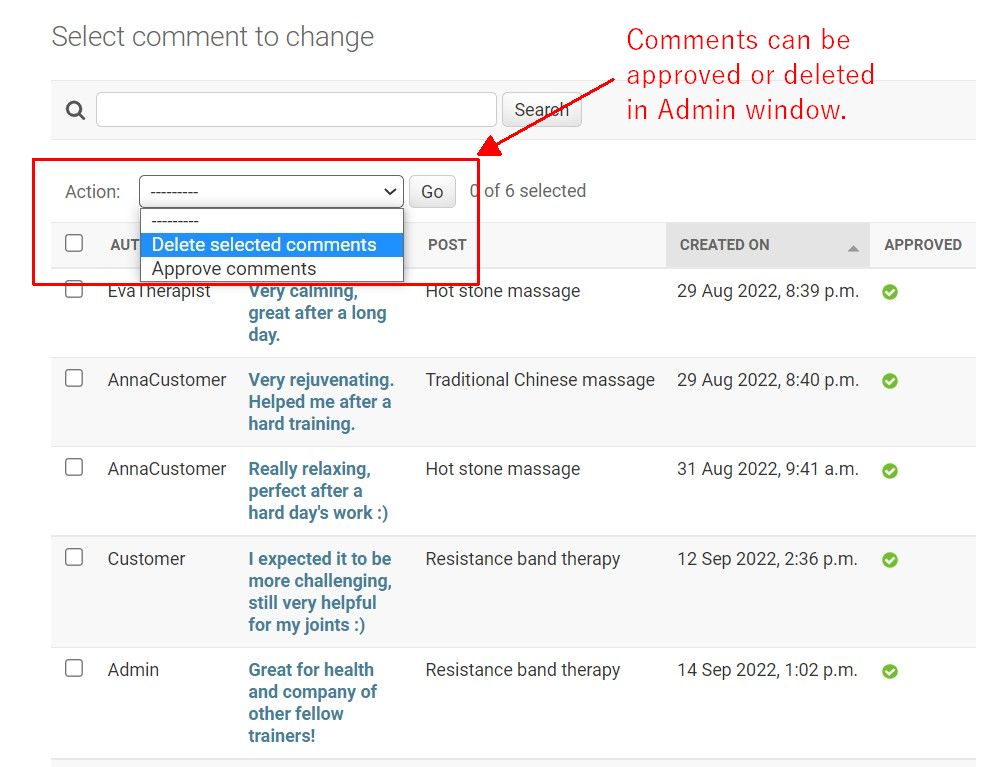 Select comment to change
Comments can be
approved or deleted
in Admin window.
Search
Action:
---------
Go
0 of 6 selected
---------
Delete selected comments
Approve comments
AUT
POST
CREATED ON
APPROVED
EvaTherapist
Very calming,
great after a long
day.
Hot stone massage
29 Aug 2022, 8:39 p.m.
AnnaCustomer
Very rejuvenating.
Helped me after a
hard training.
Traditional Chinese massage
29 Aug 2022, 8:40 p.m.
AnnaCustomer
Really relaxing,
perfect after a
hard day's work :)
Hot stone massage
31 Aug 2022, 9:41 a.m.
Customer
I expected it to be
more challenging,
still very helpful
for my joints :)
Resistance band therapy
12 Sep 2022, 2:36 p.m.
Admin
Great for health
and company of
other fellow
trainers!
Resistance band therapy
14 Sep 2022, 1:02 p.m.